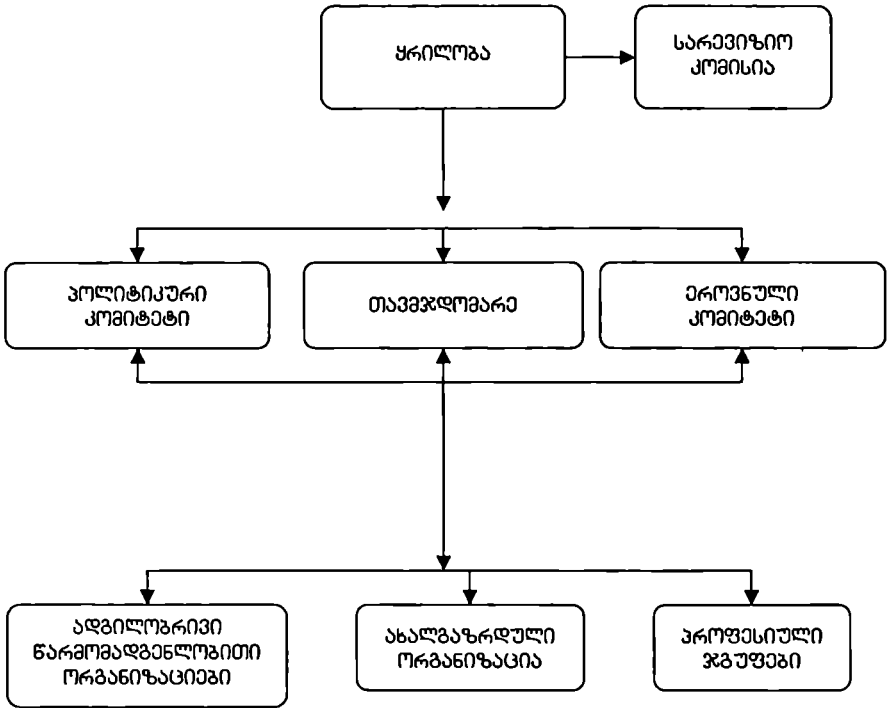 ყრილობა
სარევიზიო
კომისია
პოლიტიკური
კომიტეტი
თავმჯდომარე
ეროვნული
კომიტეტი
ადგილობრივი
წარმომადგენლობითი
ორგანიზაციები
ახალგაზრდული
ორგანიზაცია
პროფესიული
ჯგუფები